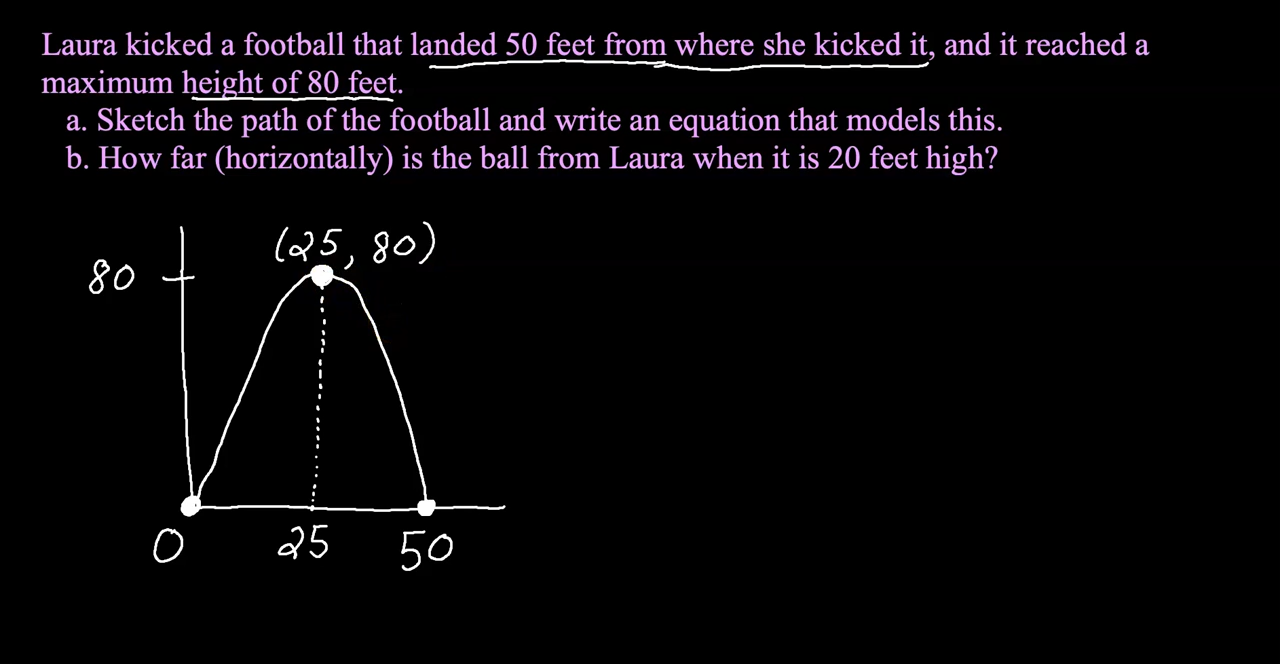 Laura kicked a football that landed 50 feet from where she kicked it, and it reached a
maximum height of 80 feet.
a. Sketch the path of the football and write an equation that models this.
b. How far (horizontally) is the ball from Laura when it is 20 feet high?
(25, 80)
80
0 25 50